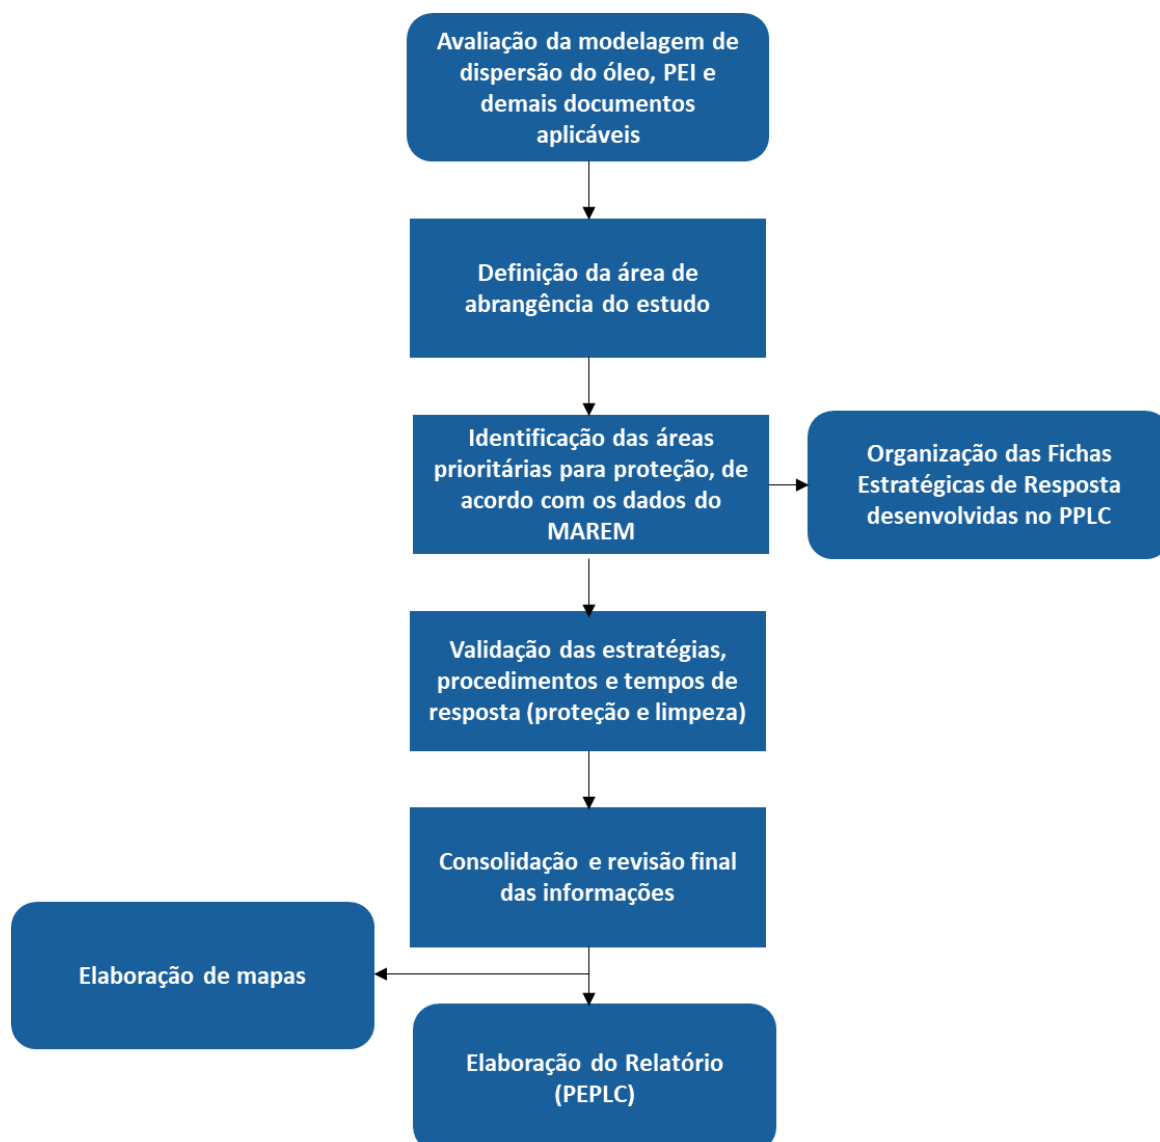 Avaliação da modelagem de
dispersão do óleo, PEI e
demais documentos
aplicáveis
Definição da área de
abrangência do estudo
Identificação das áreas
prioritárias para proteção, de
acordo com os dados do
MAREM
Organização das Fichas
Estratégicas de Resposta
desenvolvidas no PPLC
Validação das estratégias,
procedimentos e tempos de
resposta (proteção e limpeza)
Consolidação e revisão final
das informações
Elaboração de mapas
Elaboração do Relatório
(PEPLC)